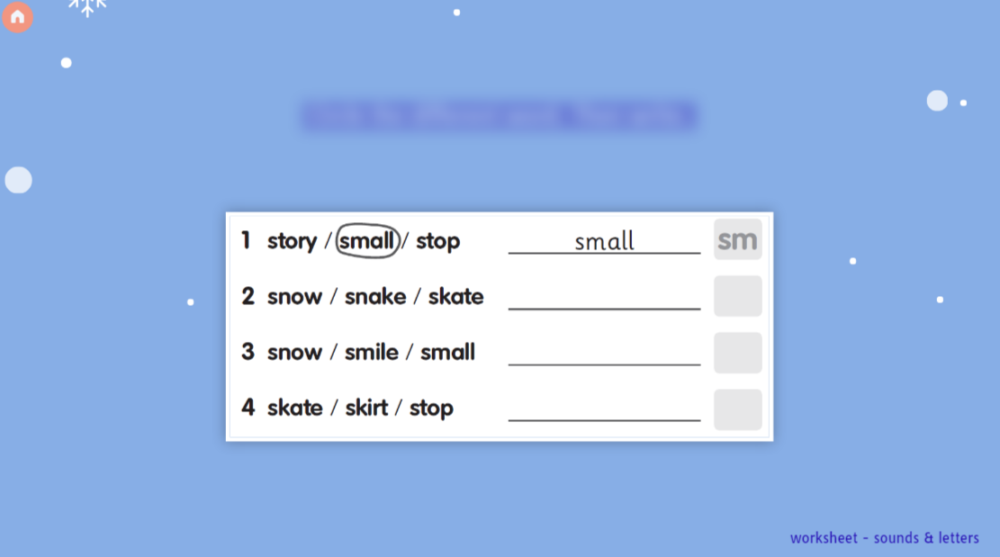 1 story / small / stop small sm
2 snow / snake / skate
3 snow / smile / small
4 skate / skirt / stop
worksheet - sounds & letters